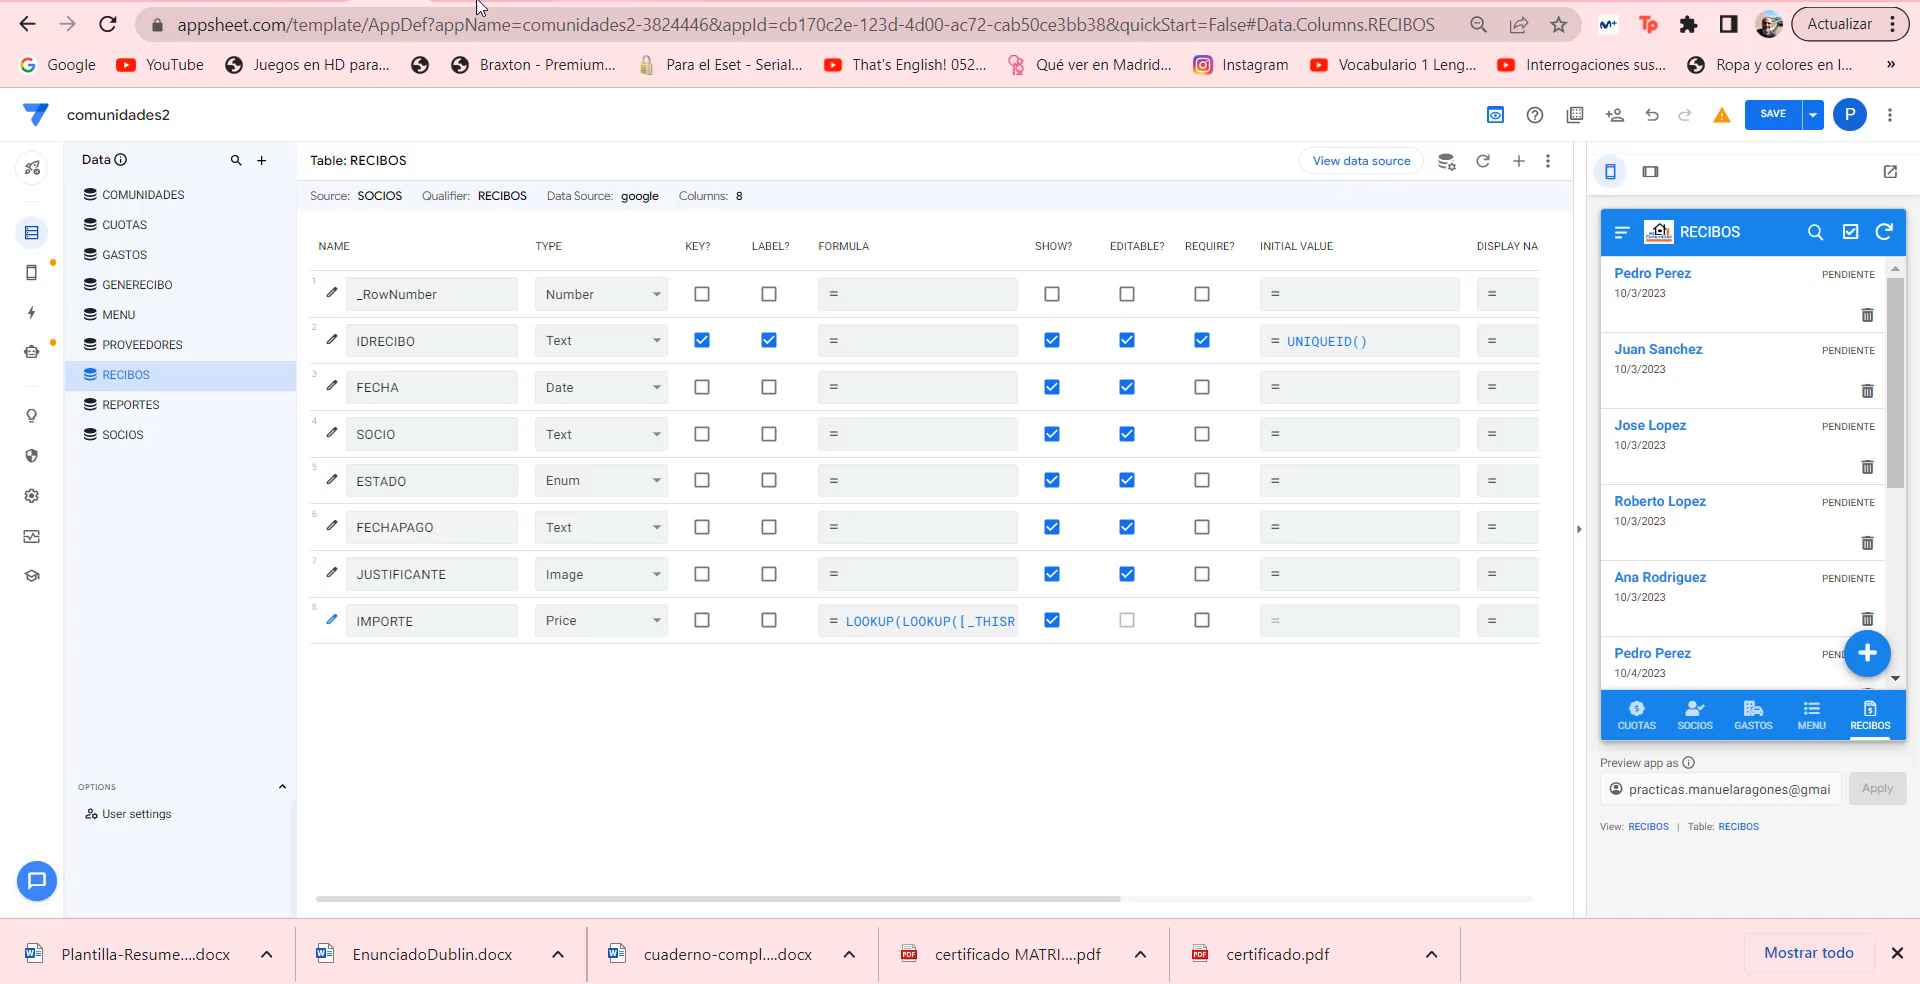 appsheet.com/template/AppDef?appName=comunidades2-3824446&appId=cb170c2e-123d-4d00-ac72-cab50ce3bb38&quickStart=False#Data.Columns.RECIBOS
Actualizar
Google
YouTube
Juegos en HD para...
Braxton - Premium...
Para el Eset - Serial...
That's English! 052...
Qué ver en Madrid...
Instagram
Vocabulario 1 Leng...
Interrogaciones sus...
Ropa y colores en I...
»
comunidades2
SAVE
P
Data
COMUNIDADES
CUOTAS
GASTOS
GENERECIBO
MENU
PROVEEDORES
RECIBOS
REPORTES
SOCIOS
OPTIONS
User settings
Table: RECIBOS
View data source
Source: SOCIOS Qualifier: RECIBOS Data Source: google Columns: 8
NAME TYPE KEY? LABEL? FORMULA SHOW? EDITABLE? REQUIRE? INITIAL VALUE DISPLAY NA
1 _RowNumber Number = = =
2 IDRECIBO Text = = UNIQUEID() =
3 FECHA Date = = =
4 SOCIO Text = = =
5 ESTADO Enum = = =
6 FECHAPAGO Text = = =
7 JUSTIFICANTE Image = = =
8 IMPORTE Price = LOOKUP(LOOKUP([_THISR = =
RECIBOS
Pedro Perez PENDIENTE
10/3/2023
Juan Sanchez PENDIENTE
10/3/2023
Jose Lopez PENDIENTE
10/3/2023
Roberto Lopez PENDIENTE
10/3/2023
Ana Rodriguez PENDIENTE
10/3/2023
Pedro Perez PEND
10/4/2023
CUOTAS SOCIOS GASTOS MENU RECIBOS
Preview app as
practicas.manuelaragones@gmai
Apply
View: RECIBOS | Table: RECIBOS
Plantilla-Resume....docx
EnunciadoDublin.docx
cuaderno-compl....docx
certificado MATRI....pdf
certificado.pdf
Mostrar todo